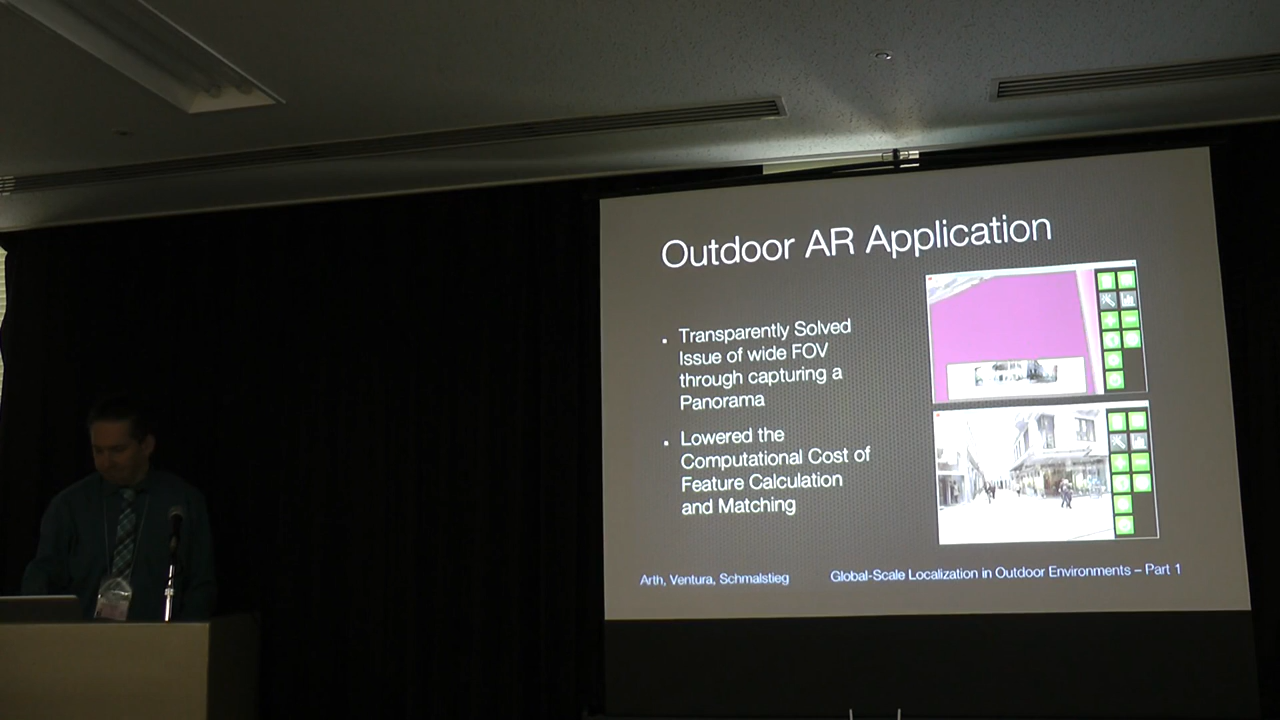 Outdoor AR Application
Transparently Solved
Issue of wide FOV
through capturing a
Panorama
Lowered the
Computational Cost of
Feature Calculation
and Matching
Arth, Ventura, Schmalstieg
Global-Scale Localization in Outdoor Environments – Part 1